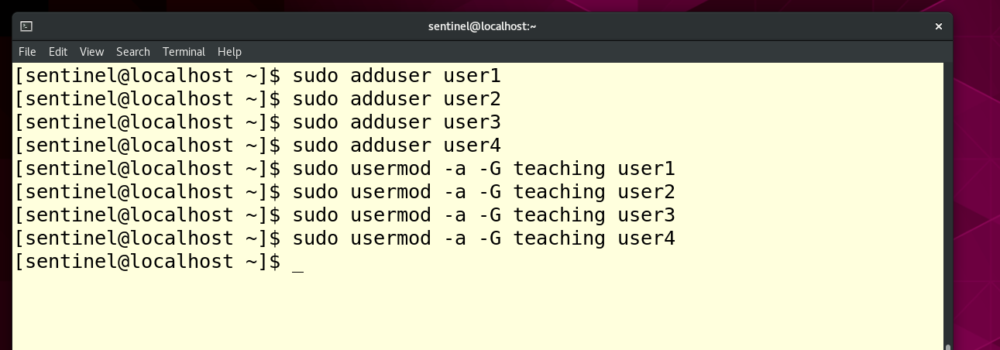 sentinel@localhost:~
File Edit View Search Terminal Help
[sentinel@localhost ~]$ sudo adduser user1
[sentinel@localhost ~]$ sudo adduser user2
[sentinel@localhost ~]$ sudo adduser user3
[sentinel@localhost ~]$ sudo adduser user4
[sentinel@localhost ~]$ sudo usermod -a -G teaching user1
[sentinel@localhost ~]$ sudo usermod -a -G teaching user2
[sentinel@localhost ~]$ sudo usermod -a -G teaching user3
[sentinel@localhost ~]$ sudo usermod -a -G teaching user4
[sentinel@localhost ~]$ _